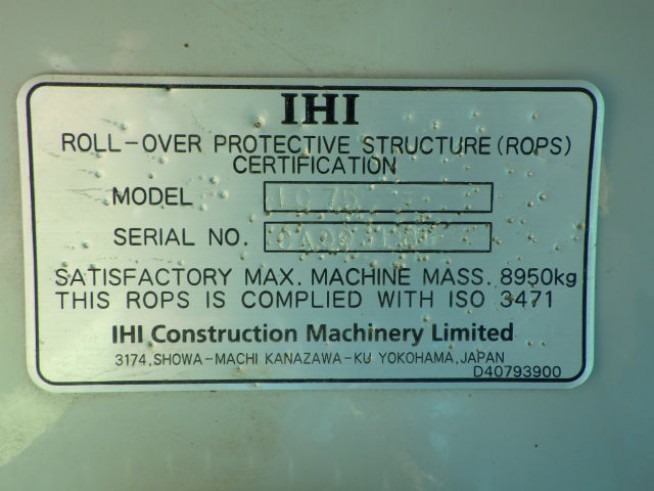 IHI
ROLL-OVER PROTECTIVE STRUCTURE (ROPS)
CERTIFICATION
MODEL
SERIAL NO.
SATISFACTORY MAX. MACHINE MASS. 8950kg
THIS ROPS IS COMPLIED WITH ISO 3471
IHI Construction Machinery Limited
3174, SHOWA-MACHI KANAZAWA-KU YOKOHAMA, JAPAN
D40793900